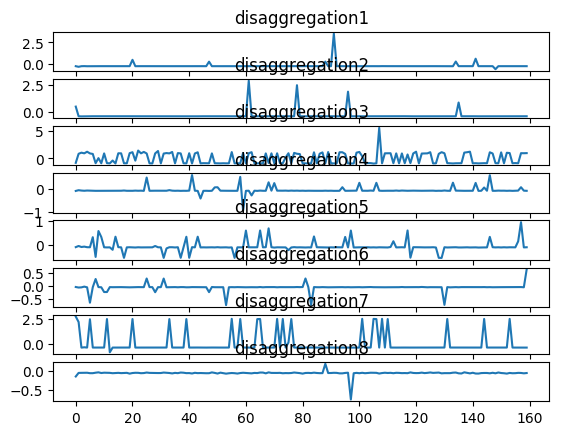 disaggregation1
2.5
0.0
disaggregation2
2.5
0.0
disaggregation3
5
0
disaggregation4
0
−1
disaggregation5
1
0
disaggregation6
0.5
0.0
−0.5
disaggregation7
2.5
0.0
disaggregation8
0.0
−0.5
0 20 40 60 80 100 120 140 160